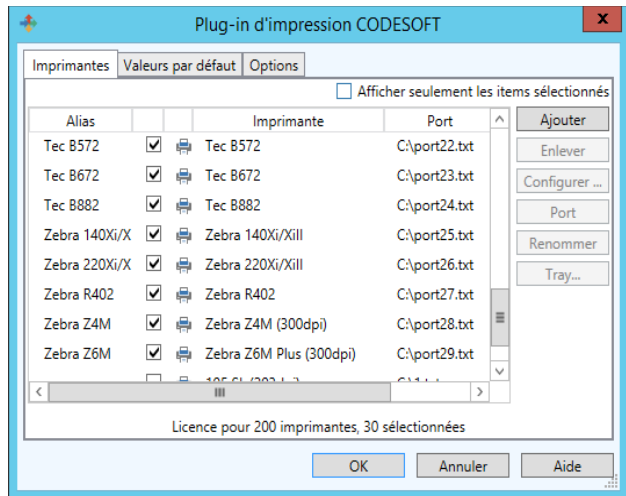 Plug-in d'impression CODESOFT
x
Imprimantes Valeurs par défaut Options
Afficher seulement les items sélectionnés
Alias Imprimante Port
Ajouter
Tec B572 Tec B572 C:\port22.txt
Enlever
Tec B672 Tec B672 C:\port23.txt
Configurer ...
Tec B882 Tec B882 C:\port24.txt
Port
Zebra 140Xi/X Zebra 140Xi/XiII C:\port25.txt
Renommer
Zebra 220Xi/X Zebra 220Xi/XiII C:\port26.txt
Tray...
Zebra R402 Zebra R402 C:\port27.txt
Zebra Z4M Zebra Z4M (300dpi) C:\port28.txt
Zebra Z6M Zebra Z6M Plus (300dpi) C:\port29.txt
Licence pour 200 imprimantes, 30 sélectionnées
OK Annuler Aide